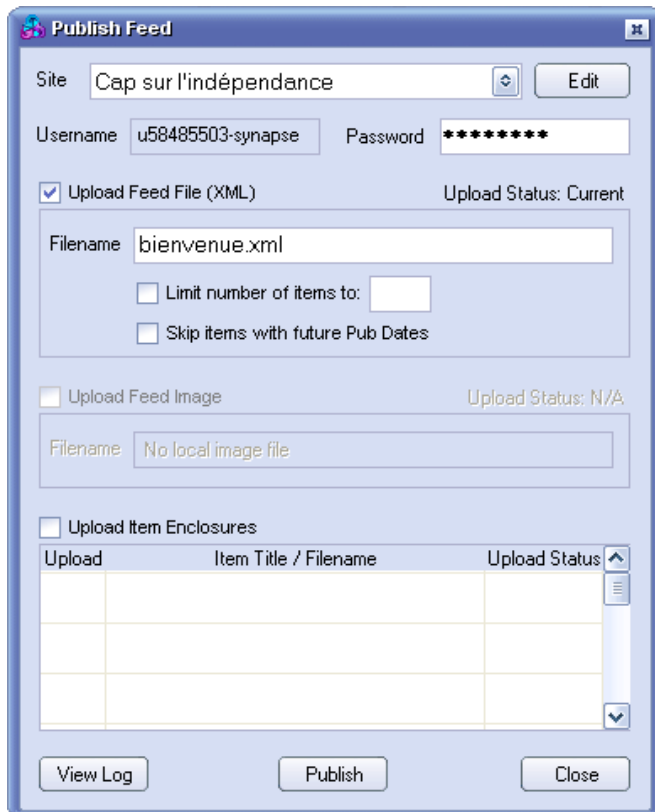 Publish Feed
Site Cap sur l'indépendance Edit
Username u58485503-synapse Password ********
Upload Feed File (XML) Upload Status: Current
Filename bienvenue.xml
Limit number of items to:
Skip items with future Pub Dates
Upload Feed Image Upload Status: N/A
Filename No local image file
Upload Item Enclosures
Upload Item Title / Filename Upload Status
View Log Publish Close